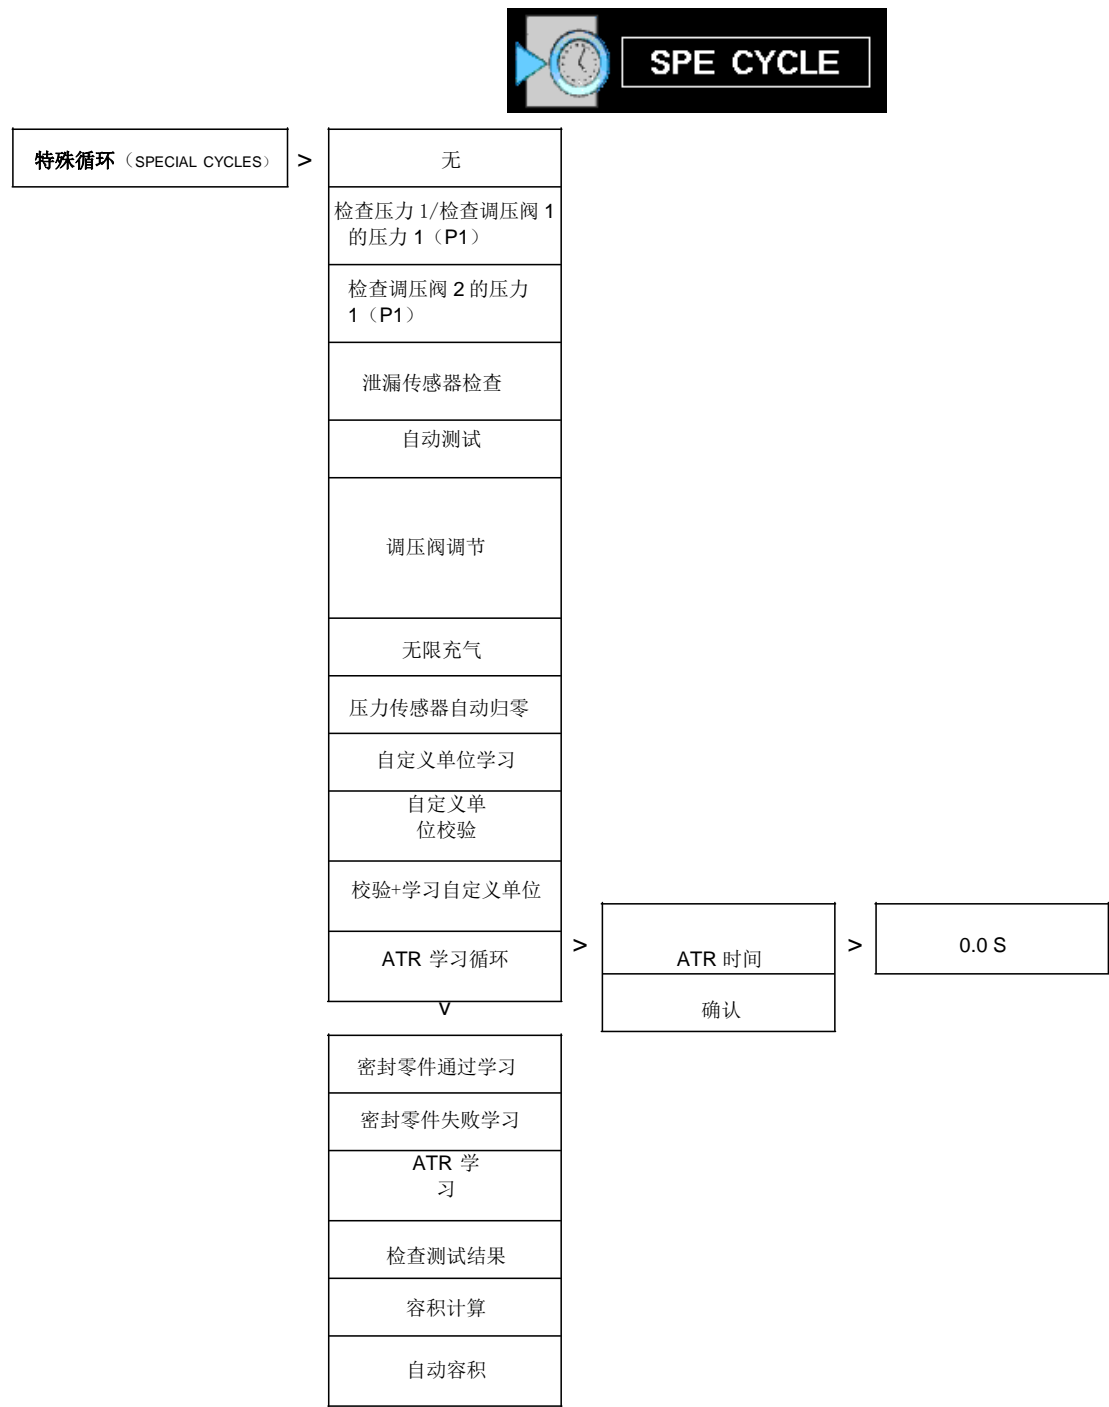 SPE CYCLE
特殊循环（SPECIAL CYCLES）
>
无
检查压力 1/检查调压阀 1
的压力 1（P1）
检查调压阀 2 的压力
1（P1）
泄漏传感器检查
自动测试
调压阀调节
无限充气
压力传感器自动归零
自定义单位学习
自定义单
位校验
校验+学习自定义单位
ATR 学习循环
>
ATR 时间
>
0.0 S
确认
v
密封零件通过学习
密封零件失败学习
ATR 学
习
检查测试结果
容积计算
自动容积